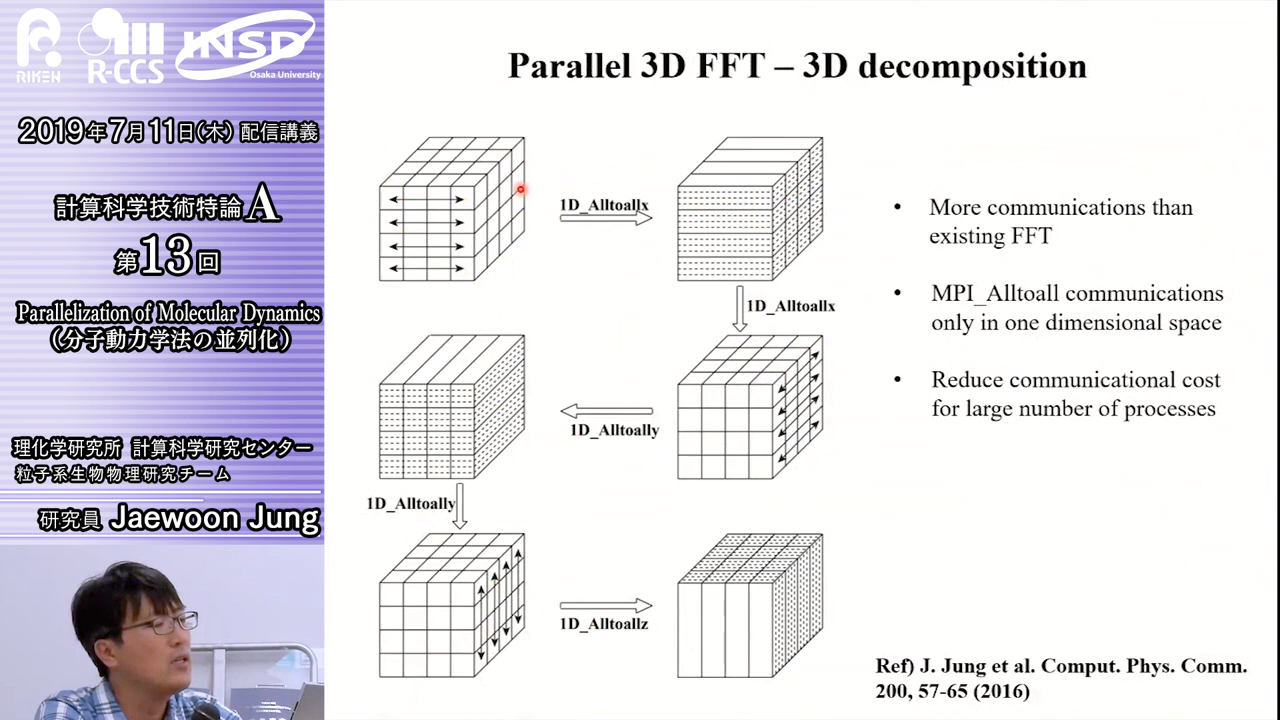 RIKEN
R-CCS
INSD
Osaka University
2019年7月11日(木) 配信講義
計算科学技術特論A
第13回
Parallelization of Molecular Dynamics
(分子動力学法の並列化)
理化学研究所 計算科学研究センター
粒子系生物物理研究チーム
研究員 Jaewoon Jung
Parallel 3D FFT – 3D decomposition
1D_Alltoallx
1D_Alltoallx
1D_Alltoally
1D_Alltoally
1D_Alltoallz
• More communications than
existing FFT
• MPI_Alltoall communications
only in one dimensional space
• Reduce communicational cost
for large number of processes
Ref) J. Jung et al. Comput. Phys. Comm.
200, 57-65 (2016)